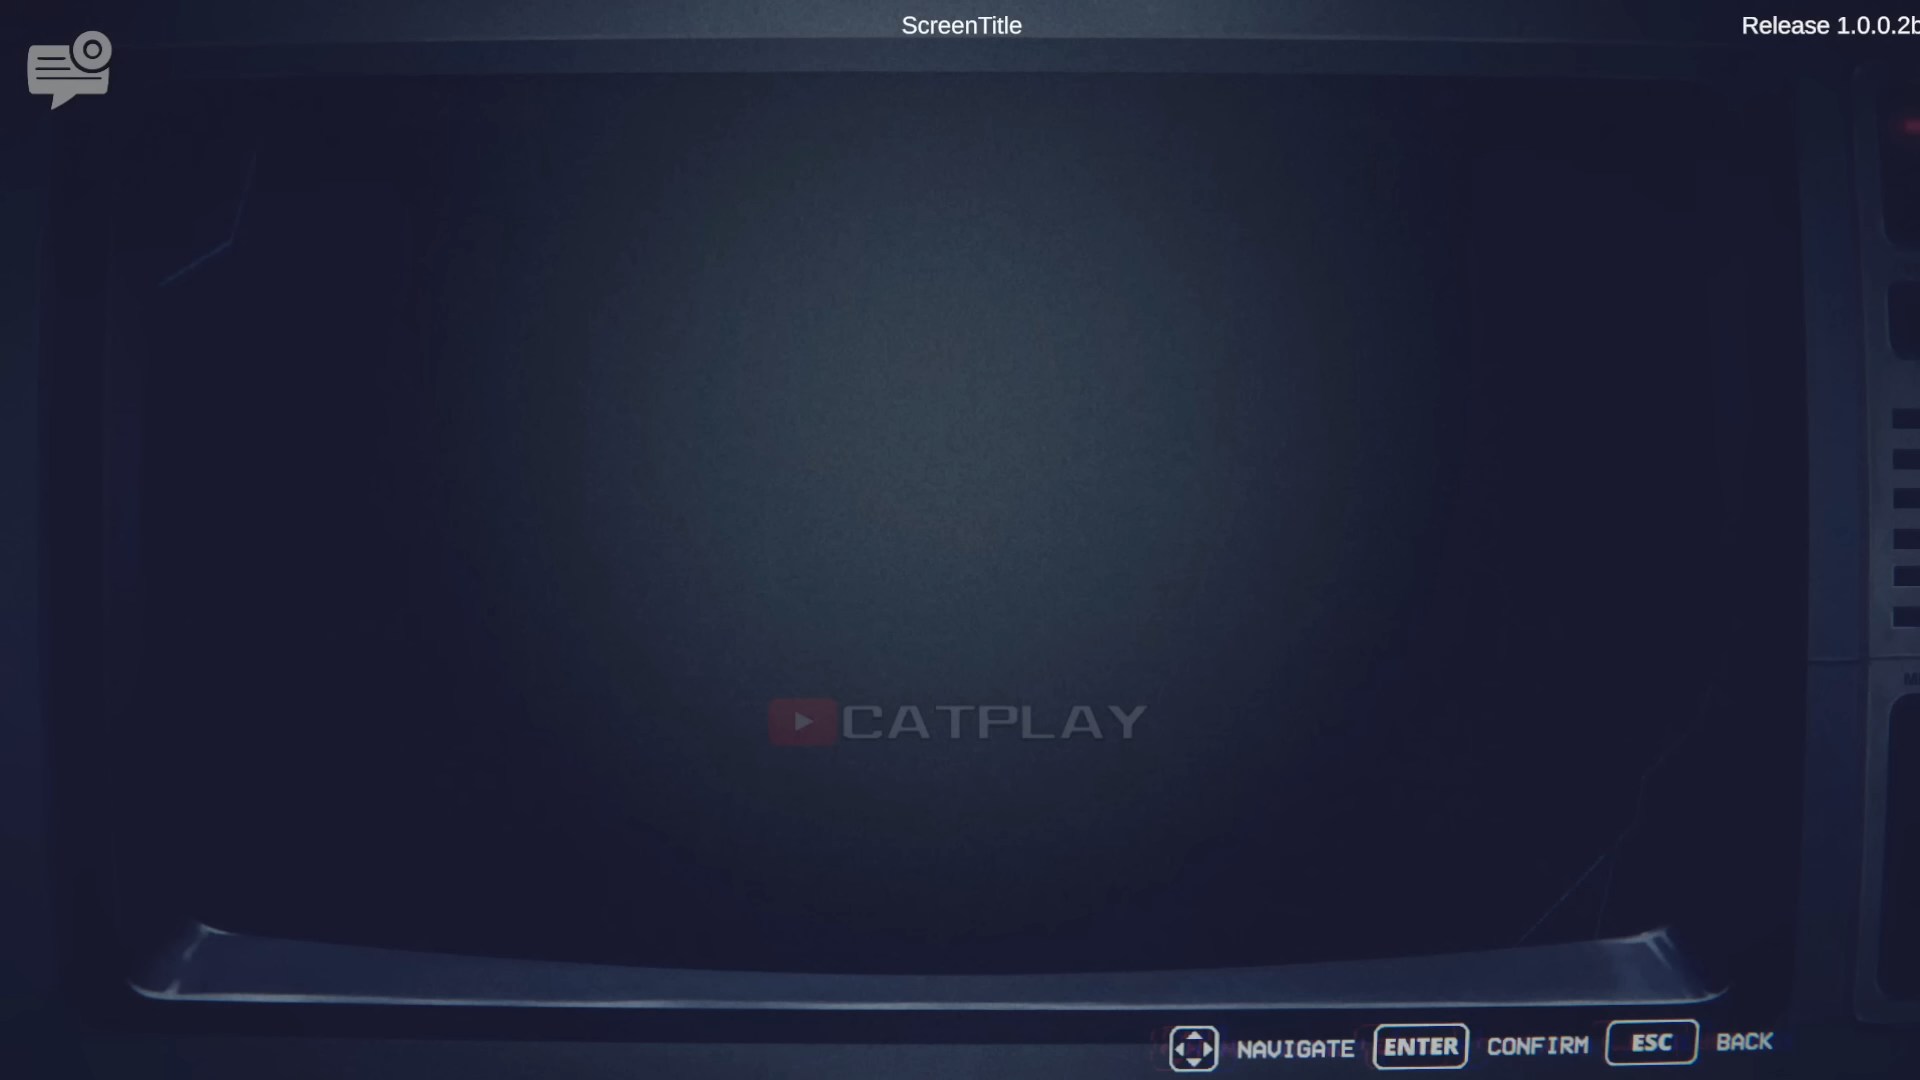 ScreenTitle
Release 1.0.0.2b
CATPLAY
NAVIGATE ENTER CONFIRM ESC BACK